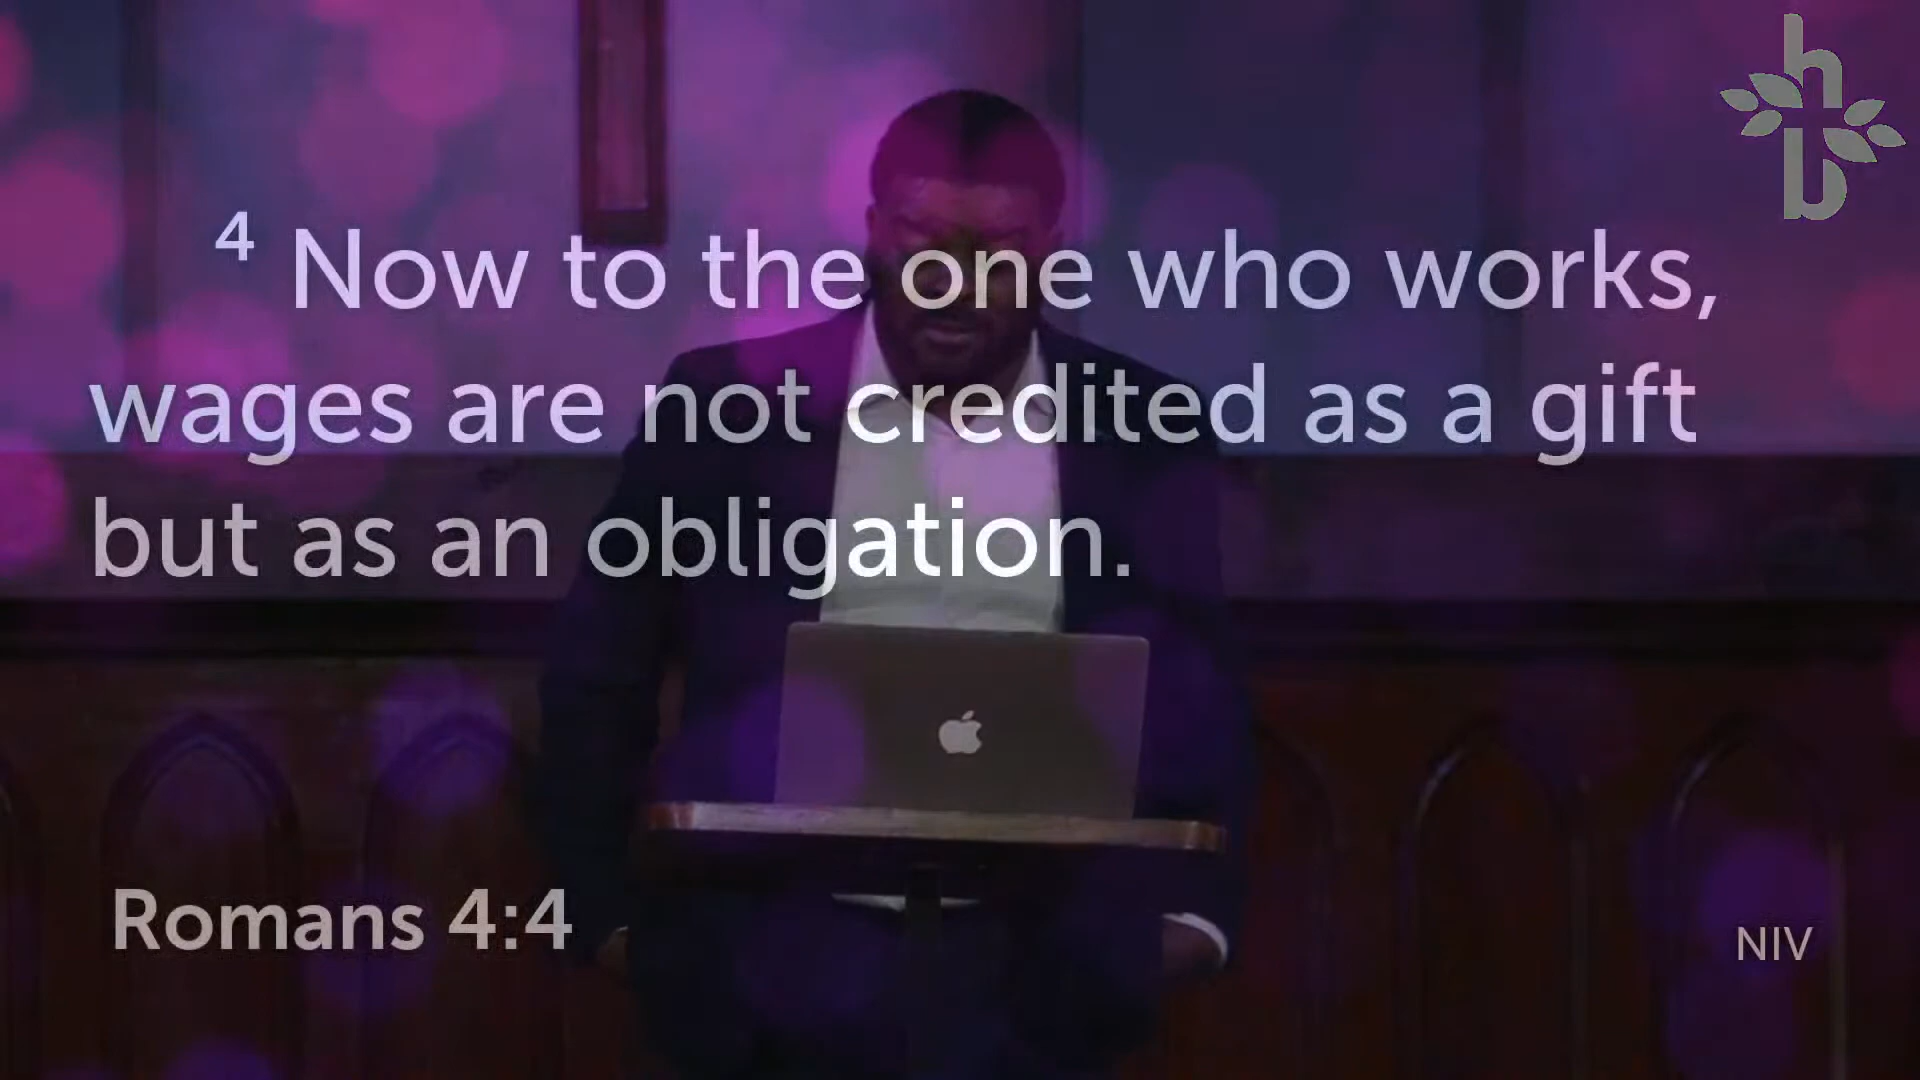 h
b
4 Now to the one who works,
wages are not credited as a gift
but as an obligation.
Romans 4:4
NIV